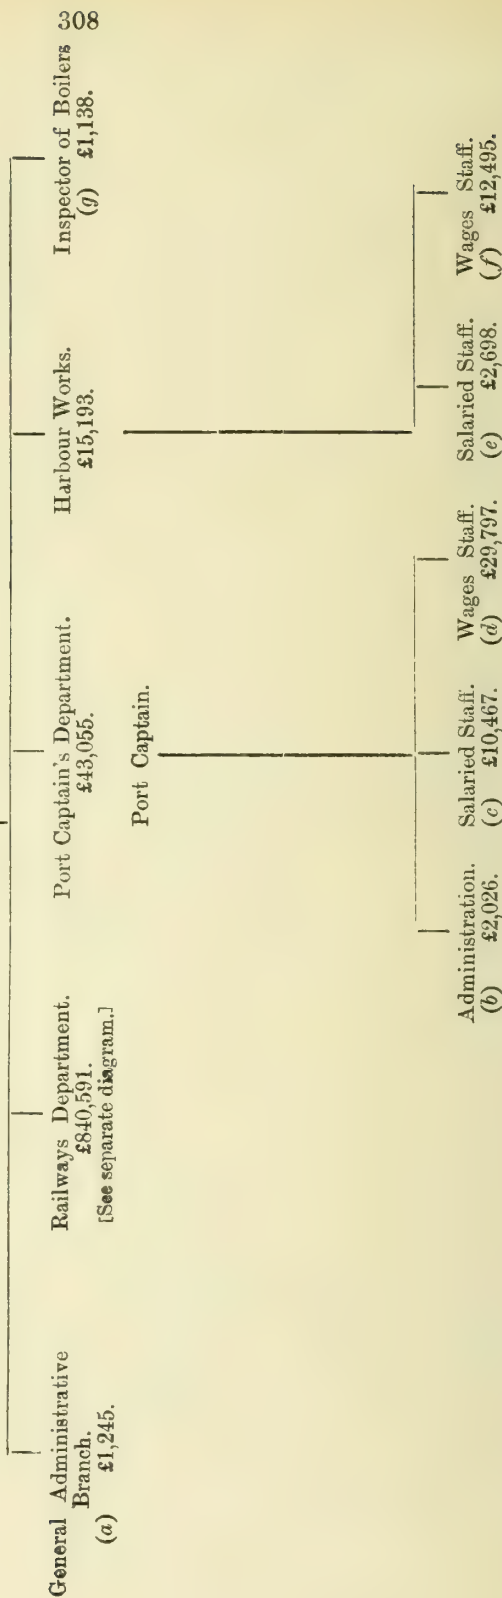 308
General Administrative
Branch.
(a) £1,245.
Railways Department.
£840,591.
[See separate diagram.]
Port Captain's Department.
£43,055.
Harbour Works.
£15,193.
Inspector of Boilers
(g) £1,138.
Port Captain.
Administration.
(b) £2,026.
Salaried Staff.
(c) £10,467.
Wages Staff.
(d) £29,797.
Salaried Staff.
(e) £2,698.
Wages Staff.
(f) £12,495.